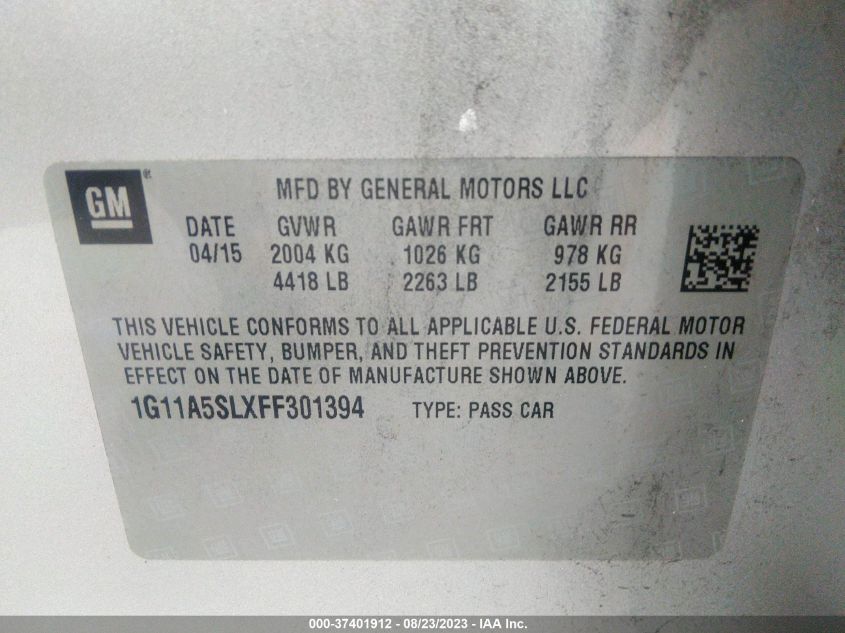 GM
MFD BY GENERAL MOTORS LLC
DATE GVWR GAWR FRT GAWR RR
04/15 2004 KG 1026 KG 978 KG
4418 LB 2263 LB 2155 LB
THIS VEHICLE CONFORMS TO ALL APPLICABLE U.S. FEDERAL MOTOR
VEHICLE SAFETY, BUMPER, AND THEFT PREVENTION STANDARDS IN
EFFECT ON THE DATE OF MANUFACTURE SHOWN ABOVE.
1G11A5SLXFF301394 TYPE: PASS CAR
000-37401912 - 08/23/2023 - IAA Inc.